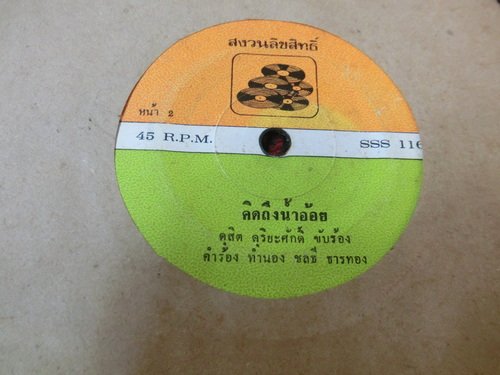 สงวนลิขสิทธิ์
หน้า 2
45 R.P.M. SSS 116
คิดถึงน้ำอ้อย
ดุสิต ดุริยะศักดิ์ ขับร้อง
คำร้อง ทำนอง ชลธี ธารทอง